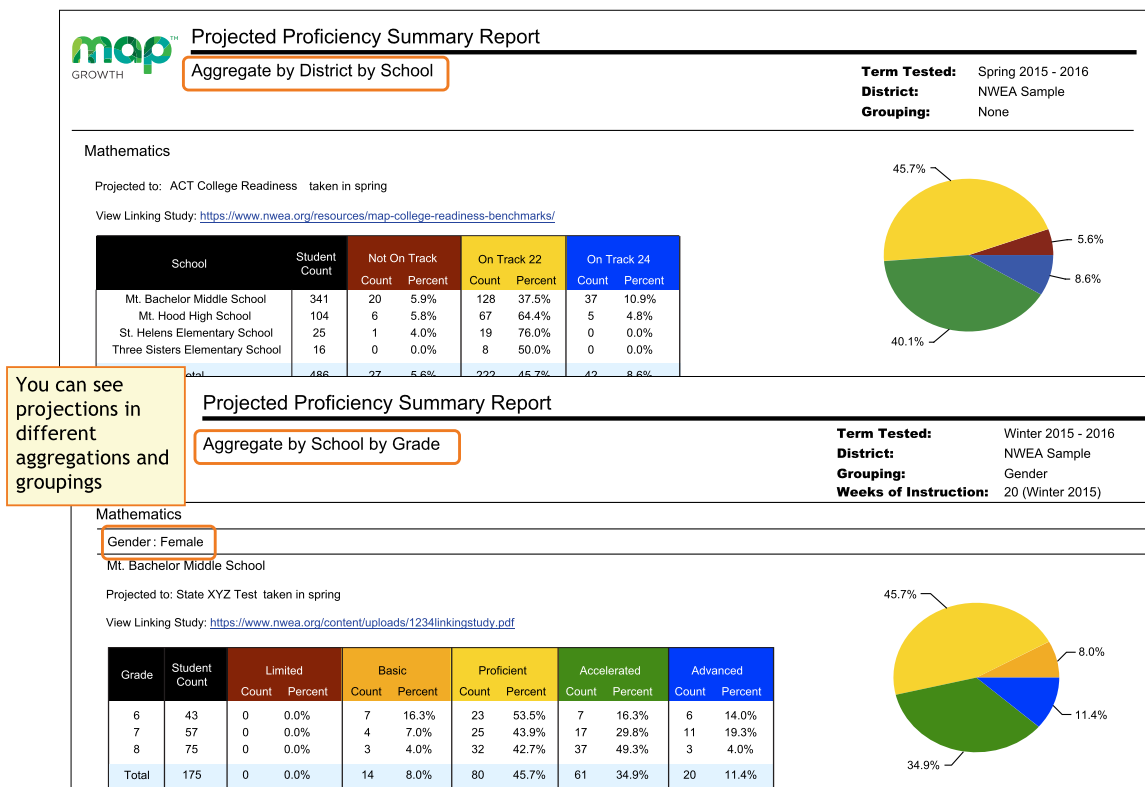 map™
GROWTH
Projected Proficiency Summary Report
Aggregate by District by School
Term Tested: Spring 2015 - 2016
District: NWEA Sample
Grouping: None
Mathematics
Projected to: ACT College Readiness taken in spring
View Linking Study: https://www.nwea.org/resources/map-college-readiness-benchmarks/
School Student Count Not On Track On Track 22 On Track 24
Count Percent Count Percent Count Percent
Mt. Bachelor Middle School 341 20 5.9% 128 37.5% 37 10.9%
Mt. Hood High School 104 6 5.8% 67 64.4% 5 4.8%
St. Helens Elementary School 25 1 4.0% 19 76.0% 0 0.0%
Three Sisters Elementary School 16 0 0.0% 8 50.0% 0 0.0%
otal 486 27 5.6% 222 45.7% 42 8.6%
45.7%
5.6%
8.6%
40.1%
You can see
projections in
different
aggregations and
groupings
Projected Proficiency Summary Report
Aggregate by School by Grade
Term Tested: Winter 2015 - 2016
District: NWEA Sample
Grouping: Gender
Weeks of Instruction: 20 (Winter 2015)
Mathematics
Gender : Female
Mt. Bachelor Middle School
Projected to: State XYZ Test taken in spring
View Linking Study: https://www.nwea.org/content/uploads/1234linkingstudy.pdf
Grade Student Count Limited Basic Proficient Accelerated Advanced
Count Percent Count Percent Count Percent Count Percent Count Percent
6 43 0 0.0% 7 16.3% 23 53.5% 7 16.3% 6 14.0%
7 57 0 0.0% 4 7.0% 25 43.9% 17 29.8% 11 19.3%
8 75 0 0.0% 3 4.0% 32 42.7% 37 49.3% 3 4.0%
Total 175 0 0.0% 14 8.0% 80 45.7% 61 34.9% 20 11.4%
45.7%
8.0%
11.4%
34.9%